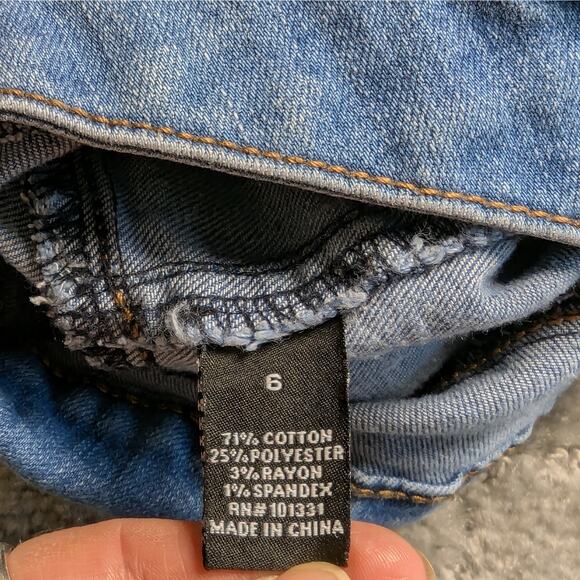 6
71% COTTON
25% POLYESTER
3% RAYON
1% SPANDEX
RN# 101331
MADE IN CHINA